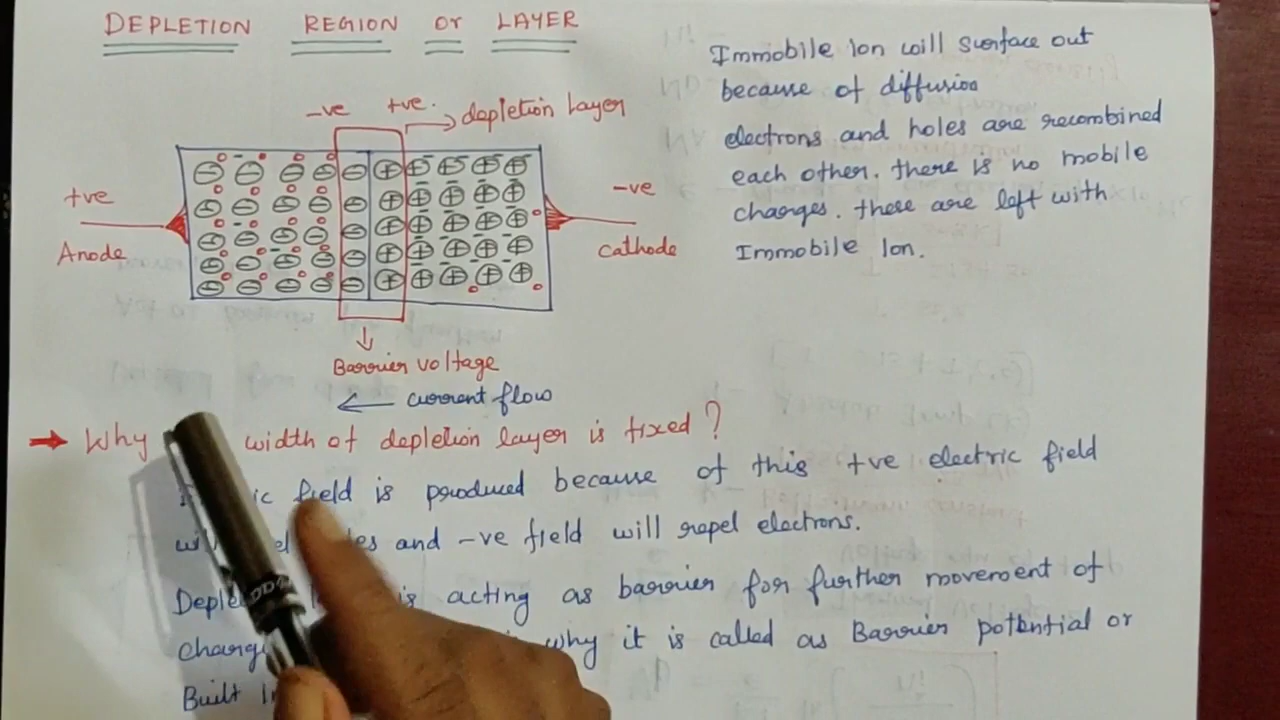 DEPLETION REGION or LAYER
Immobile Ion will surface out
because of diffusion
electrons and holes are recombined
each other. there is no mobile
charges. these are left with
Immobile Ion.
-ve +ve. depletion Layer
+ve
Anode
-ve
cathode
Barrier voltage
← current flow
→ Why width of depletion layer is fixed?
field is produced because of this +ve electric field
and -ve field will repel electrons.
is acting as barrier for further movement of
why it is called as Barrier potential or
Built